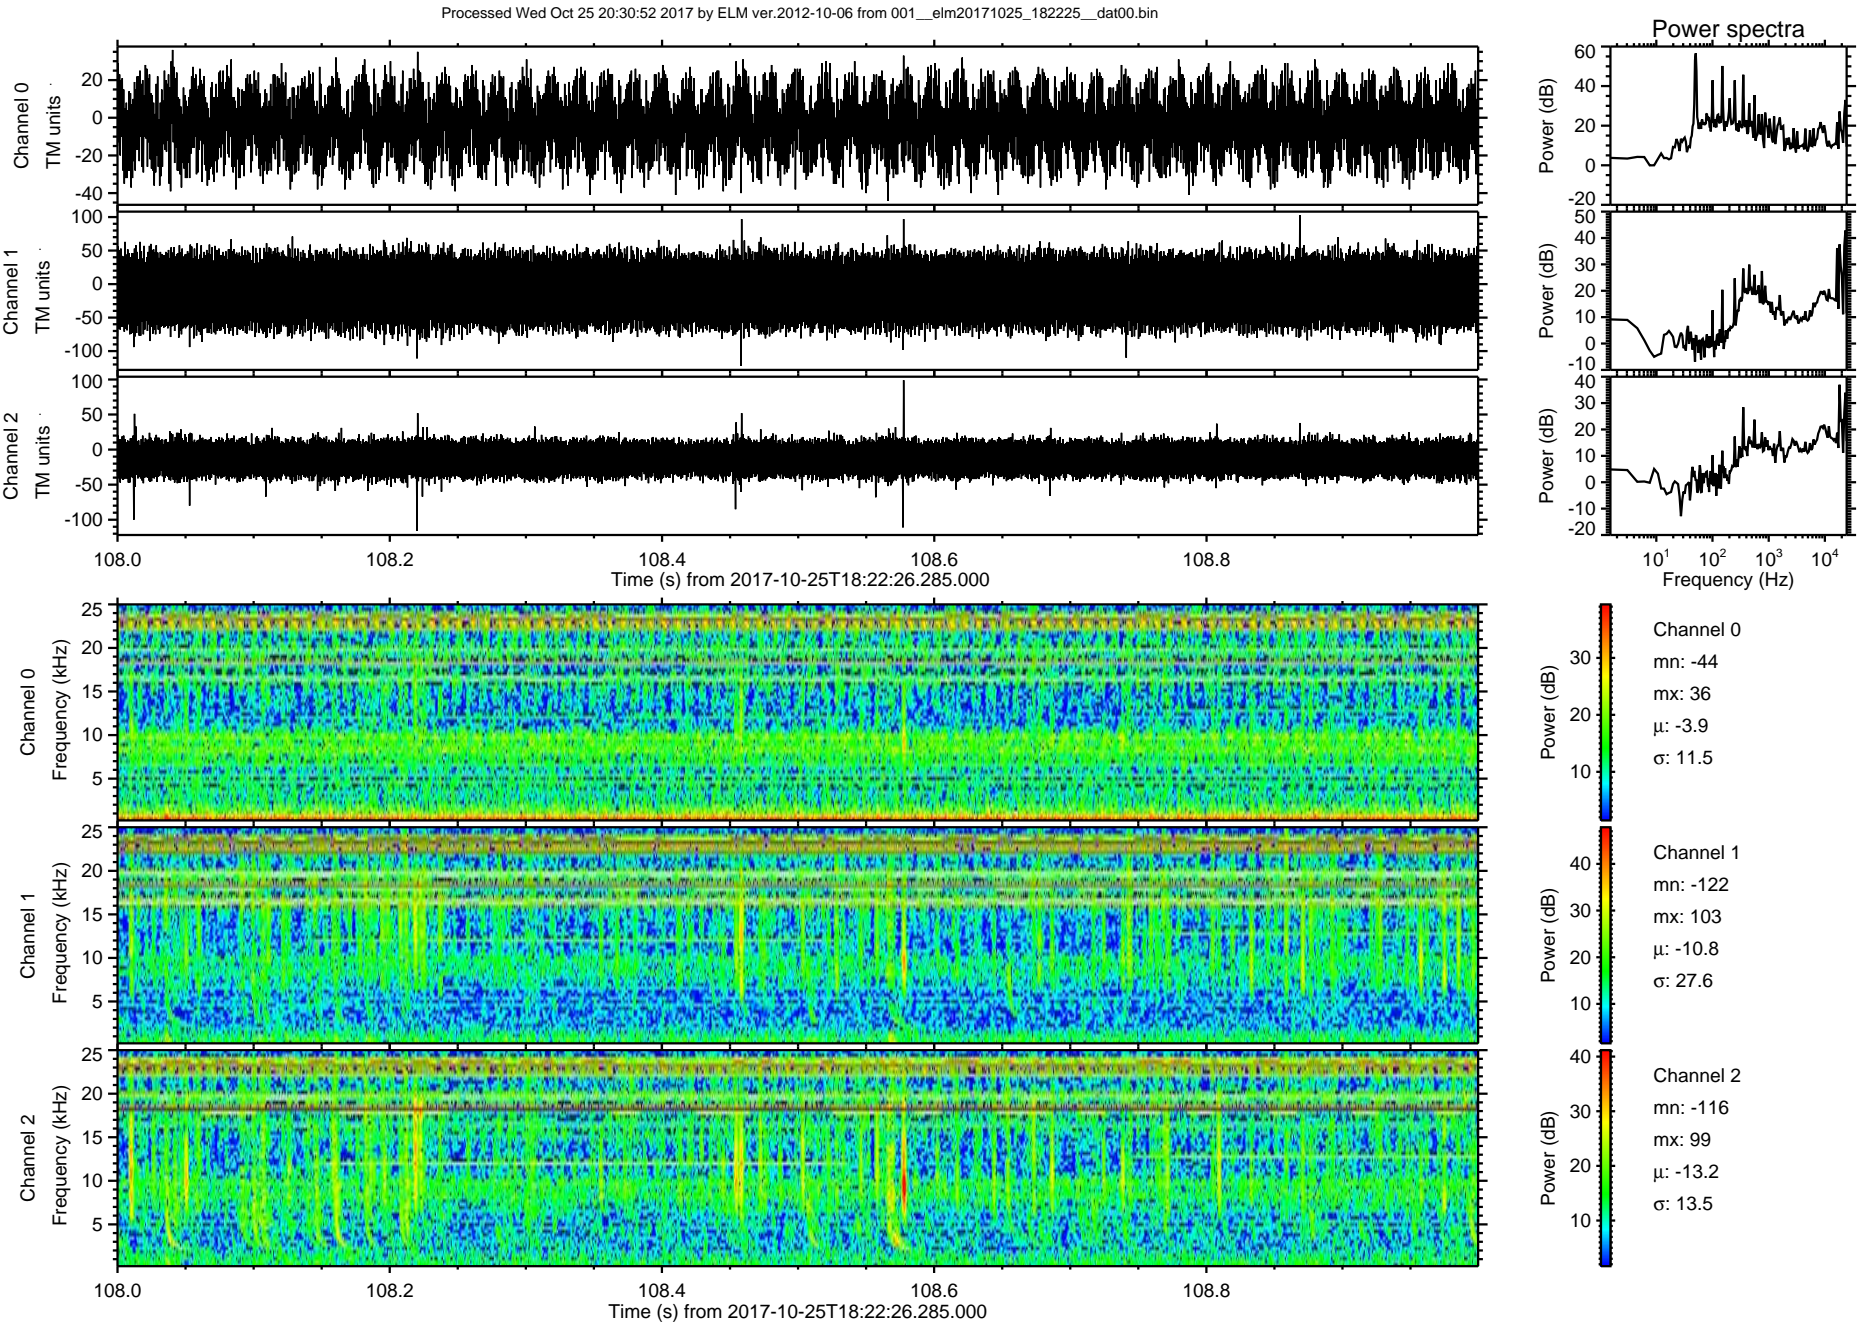 Processed Wed Oct 25 20:30:52 2017 by ELM ver.2012-10-06 from 001__elm20171025_182225__dat00.bin
Power spectra
Channel 0
TM units
20
0
-20
-40
Power (dB)
60
40
20
0
-20
Channel 1
TM units
100
50
0
-50
-100
Power (dB)
50
40
30
20
10
0
-10
Channel 2
TM units
100
50
0
-50
-100
Power (dB)
40
30
20
10
0
-10
-20
108.0 108.2 108.4 108.6 108.8
Time (s) from 2017-10-25T18:22:26.285.000
10^1 10^2 10^3 10^4
Frequency (Hz)
Channel 0
Frequency (kHz)
25
20
15
10
5
Power (dB)
30
20
10
Channel 0
mn: -44
mx: 36
μ: -3.9
σ: 11.5
Channel 1
Frequency (kHz)
25
20
15
10
5
Power (dB)
40
30
20
10
Channel 1
mn: -122
mx: 103
μ: -10.8
σ: 27.6
Channel 2
Frequency (kHz)
25
20
15
10
5
Power (dB)
40
30
20
10
Channel 2
mn: -116
mx: 99
μ: -13.2
σ: 13.5
108.0 108.2 108.4 108.6 108.8
Time (s) from 2017-10-25T18:22:26.285.000